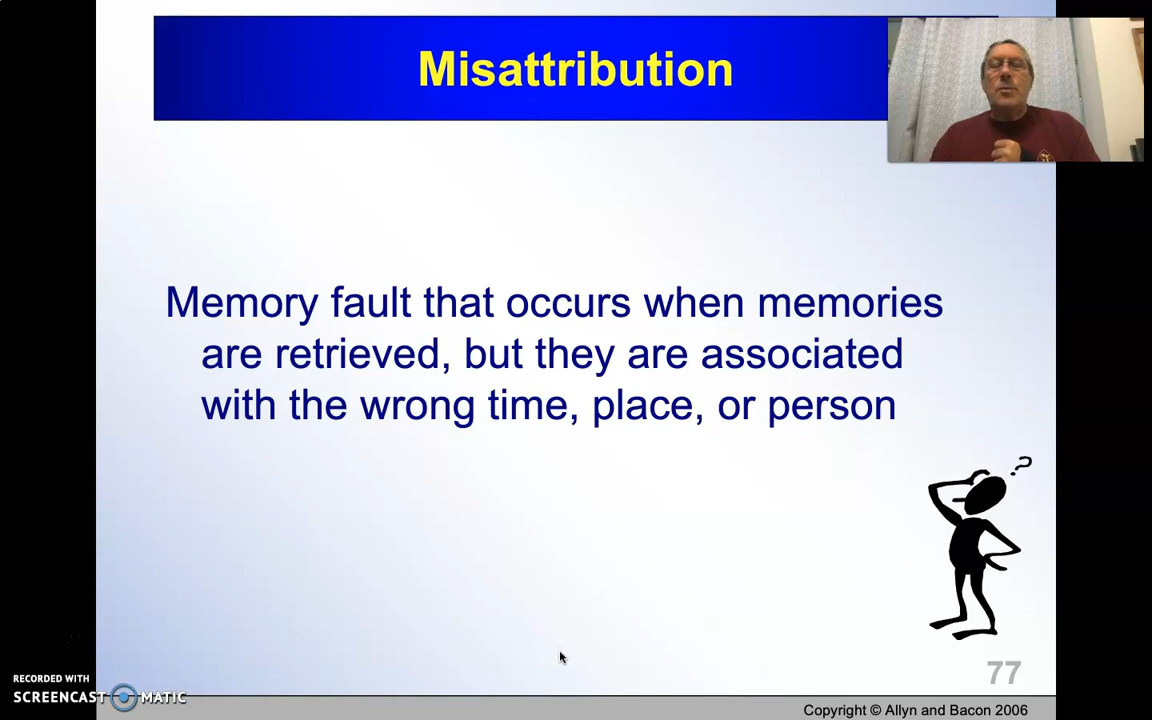 Misattribution
Memory fault that occurs when memories
are retrieved, but they are associated
with the wrong time, place, or person
?
77
RECORDED WITH
SCREENCAST MATIC
Copyright © Allyn and Bacon 2006